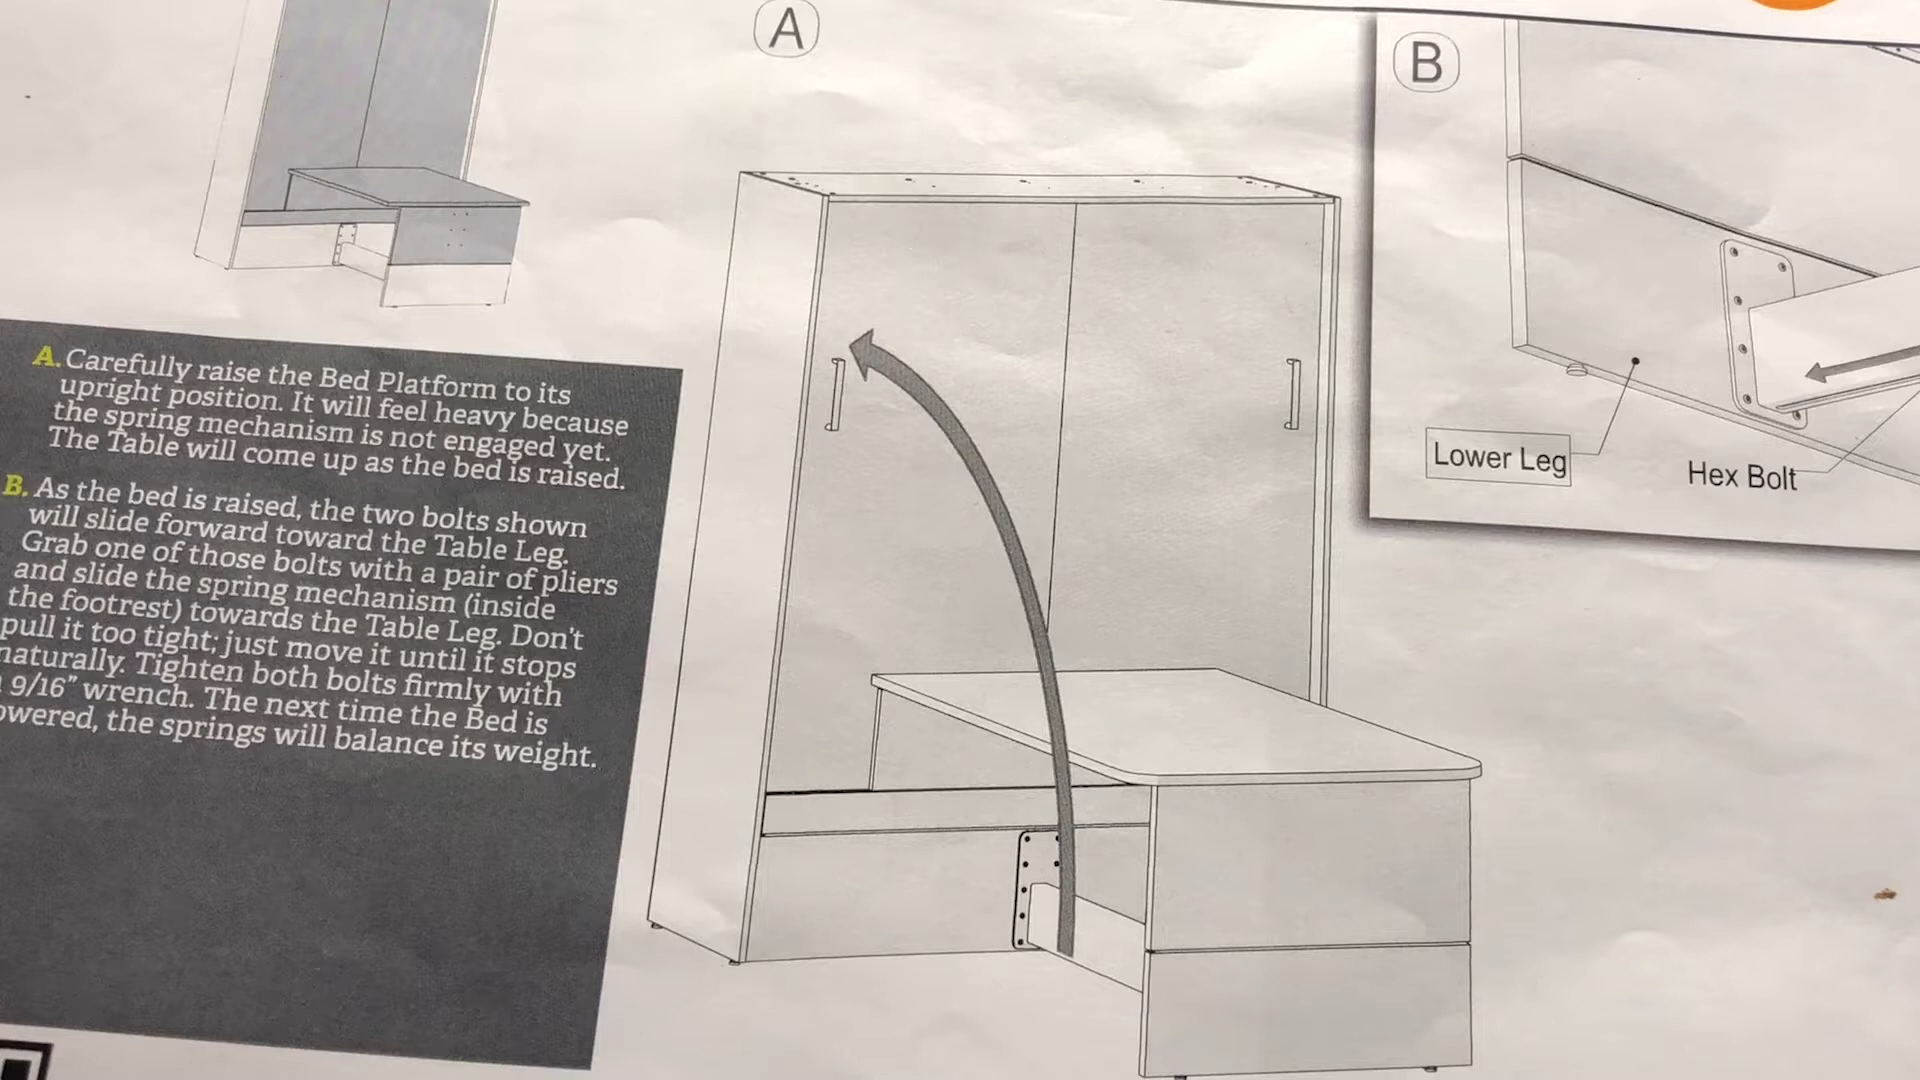 A
B
A. Carefully raise the Bed Platform to its
upright position. It will feel heavy because
the spring mechanism is not engaged yet.
The Table will come up as the bed is raised.
B. As the bed is raised, the two bolts shown
will slide forward toward the Table Leg.
Grab one of those bolts with a pair of pliers
and slide the spring mechanism (inside
the footrest) towards the Table Leg. Don't
pull it too tight; just move it until it stops
naturally. Tighten both bolts firmly with
9/16" wrench. The next time the Bed is
owered, the springs will balance its weight.
Lower Leg
Hex Bolt